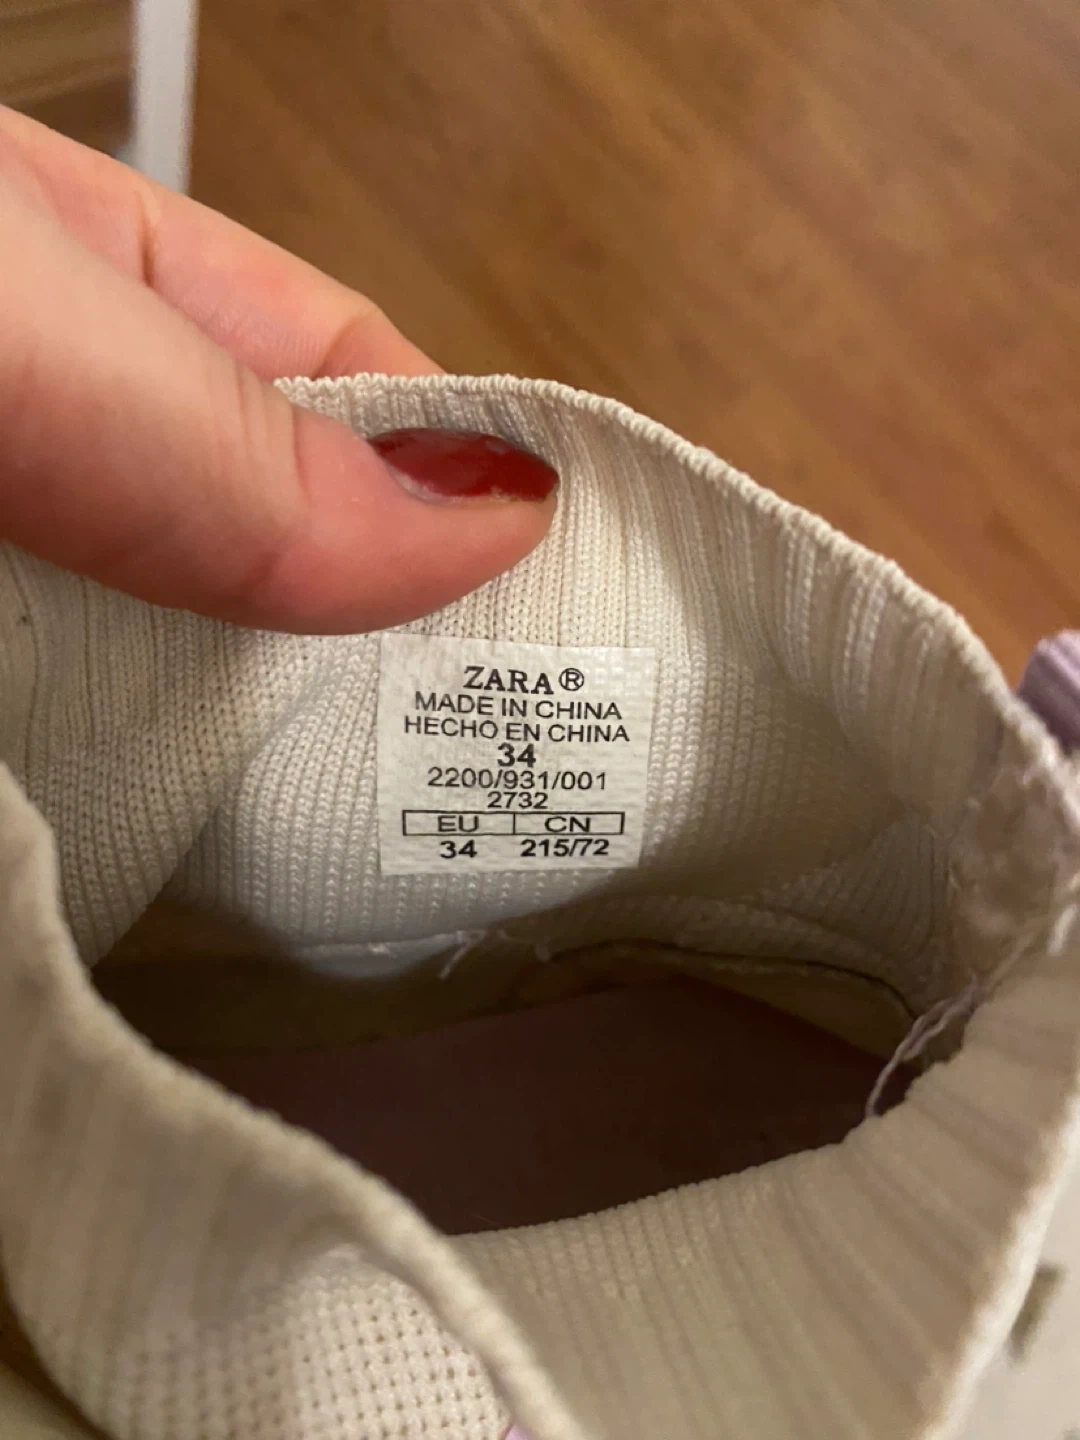 ZARA®
MADE IN CHINA
HECHO EN CHINA
34
2200/931/001
2732
EU CN
34 215/72